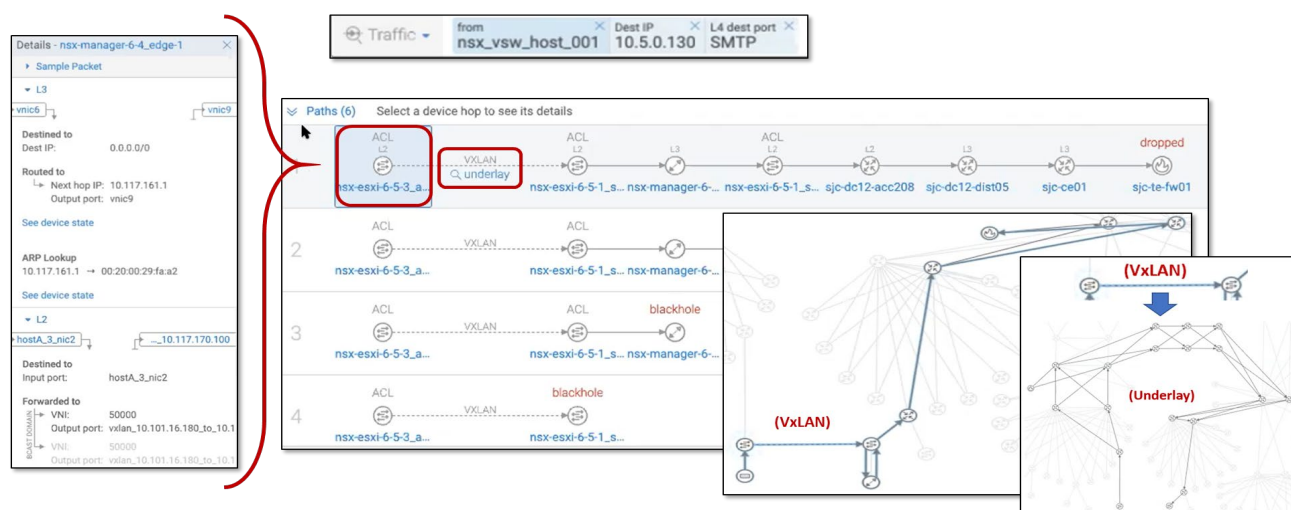 Traffic
from
nsx_vsw_host_001
Dest IP
10.5.0.130
L4 dest port
SMTP
Details - nsx-manager-6-4_edge-1
Sample Packet
L3
vnic6
vnic9
Destined to
Dest IP: 0.0.0.0/0
Routed to
Next hop IP: 10.117.161.1
Output port: vnic9
See device state
ARP Lookup
10.117.161.1 → 00:20:00:29:fa:a2
See device state
L2
hostA_3_nic2
..._10.117.170.100
Destined to
Input port: hostA_3_nic2
Forwarded to
BCAST DOMAIN
VNI: 50000
Output port: vxlan_10.101.16.180_to_10.1
VNI: 50000
Output port: vxlan_10.101.16.180_to_10.1
Paths (6) Select a device hop to see its details
ACL ACL ACL dropped
L2 VXLAN L2 L3 L2 L2 L3 L3
underlay
nsx-esxi-6-5-3_a... nsx-esxi-6-5-1_s... nsx-manager-6-... nsx-esxi-6-5-1_s... sjc-dc12-acc208 sjc-dc12-dist05 sjc-ce01 sjc-te-fw01
ACL ACL
2 VXLAN
nsx-esxi-6-5-3_a... nsx-esxi-6-5-1_s... nsx-manager-6-...
ACL ACL blackhole
3 VXLAN
nsx-esxi-6-5-3_a... nsx-esxi-6-5-1_s... nsx-manager-6-...
ACL blackhole
4 VXLAN
nsx-esxi-6-5-3_a... nsx-esxi-6-5-1_s...
(VxLAN)
(VxLAN)
(Underlay)